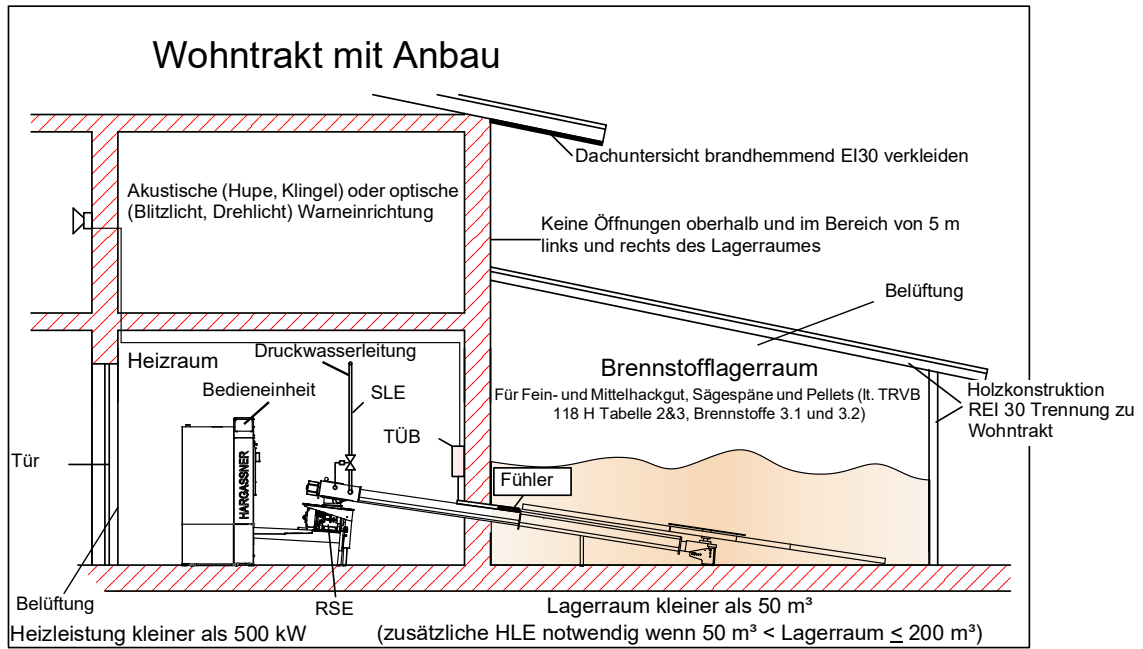 Wohntrakt mit Anbau
Dachuntersicht brandhemmend EI30 verkleiden
Akustische (Hupe, Klingel) oder optische
(Blitzlicht, Drehlicht) Warneinrichtung
Keine Öffnungen oberhalb und im Bereich von 5 m
links und rechts des Lagerraumes
Belüftung
Heizraum
Druckwasserleitung
Bedieneinheit
SLE
Brennstofflagerraum
Für Fein- und Mittelhackgut, Sägespäne und Pellets (lt. TRVB
118 H Tabelle 2&3, Brennstoffe 3.1 und 3.2)
Holzkonstruktion
REI 30 Trennung zu
Wohntrakt
TÜB
Tür
Fühler
HARGASSNER
Belüftung
RSE
Lagerraum kleiner als 50 m³
Heizleistung kleiner als 500 kW
(zusätzliche HLE notwendig wenn 50 m³ < Lagerraum ≤ 200 m³)